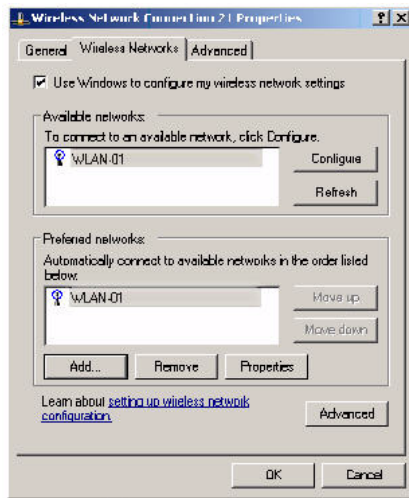 Wireless Network Connection 21 Properties
General
Wireless Networks
Advanced
Use Windows to configure my wireless network settings
Available networks:
To connect to an available network, click Configure.
WLAN-01
Configure
Refresh
Preferred networks:
Automatically connect to available networks in the order listed
below:
WLAN-01
Move up
Move down
Add...
Remove
Properties
Learn about setting up wireless network
configuration.
Advanced
OK
Cancel